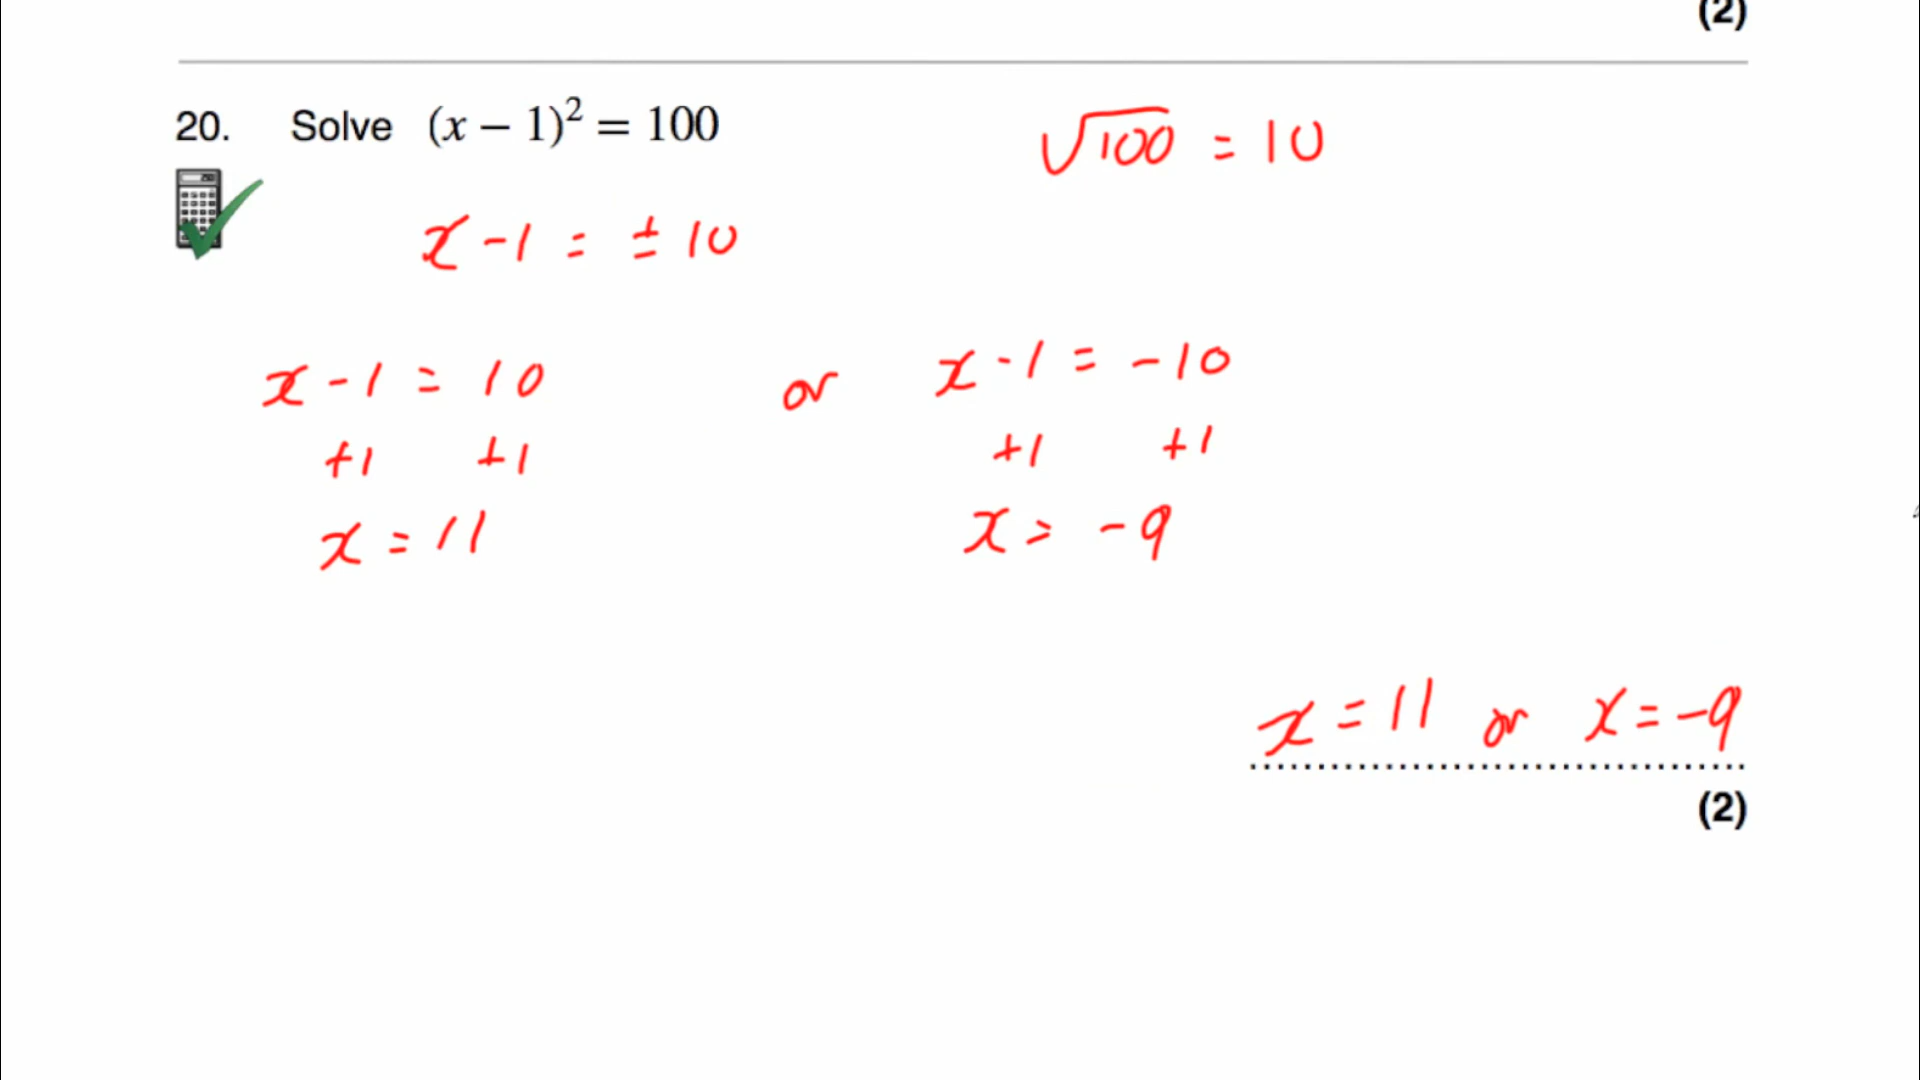 (2)
20. Solve (x − 1)² = 100
√100 = 10
x - 1 = ± 10
x - 1 = 10 or x - 1 = -10
+1 +1 +1 +1
x = 11 x = -9
x = 11 or x = -9
(2)